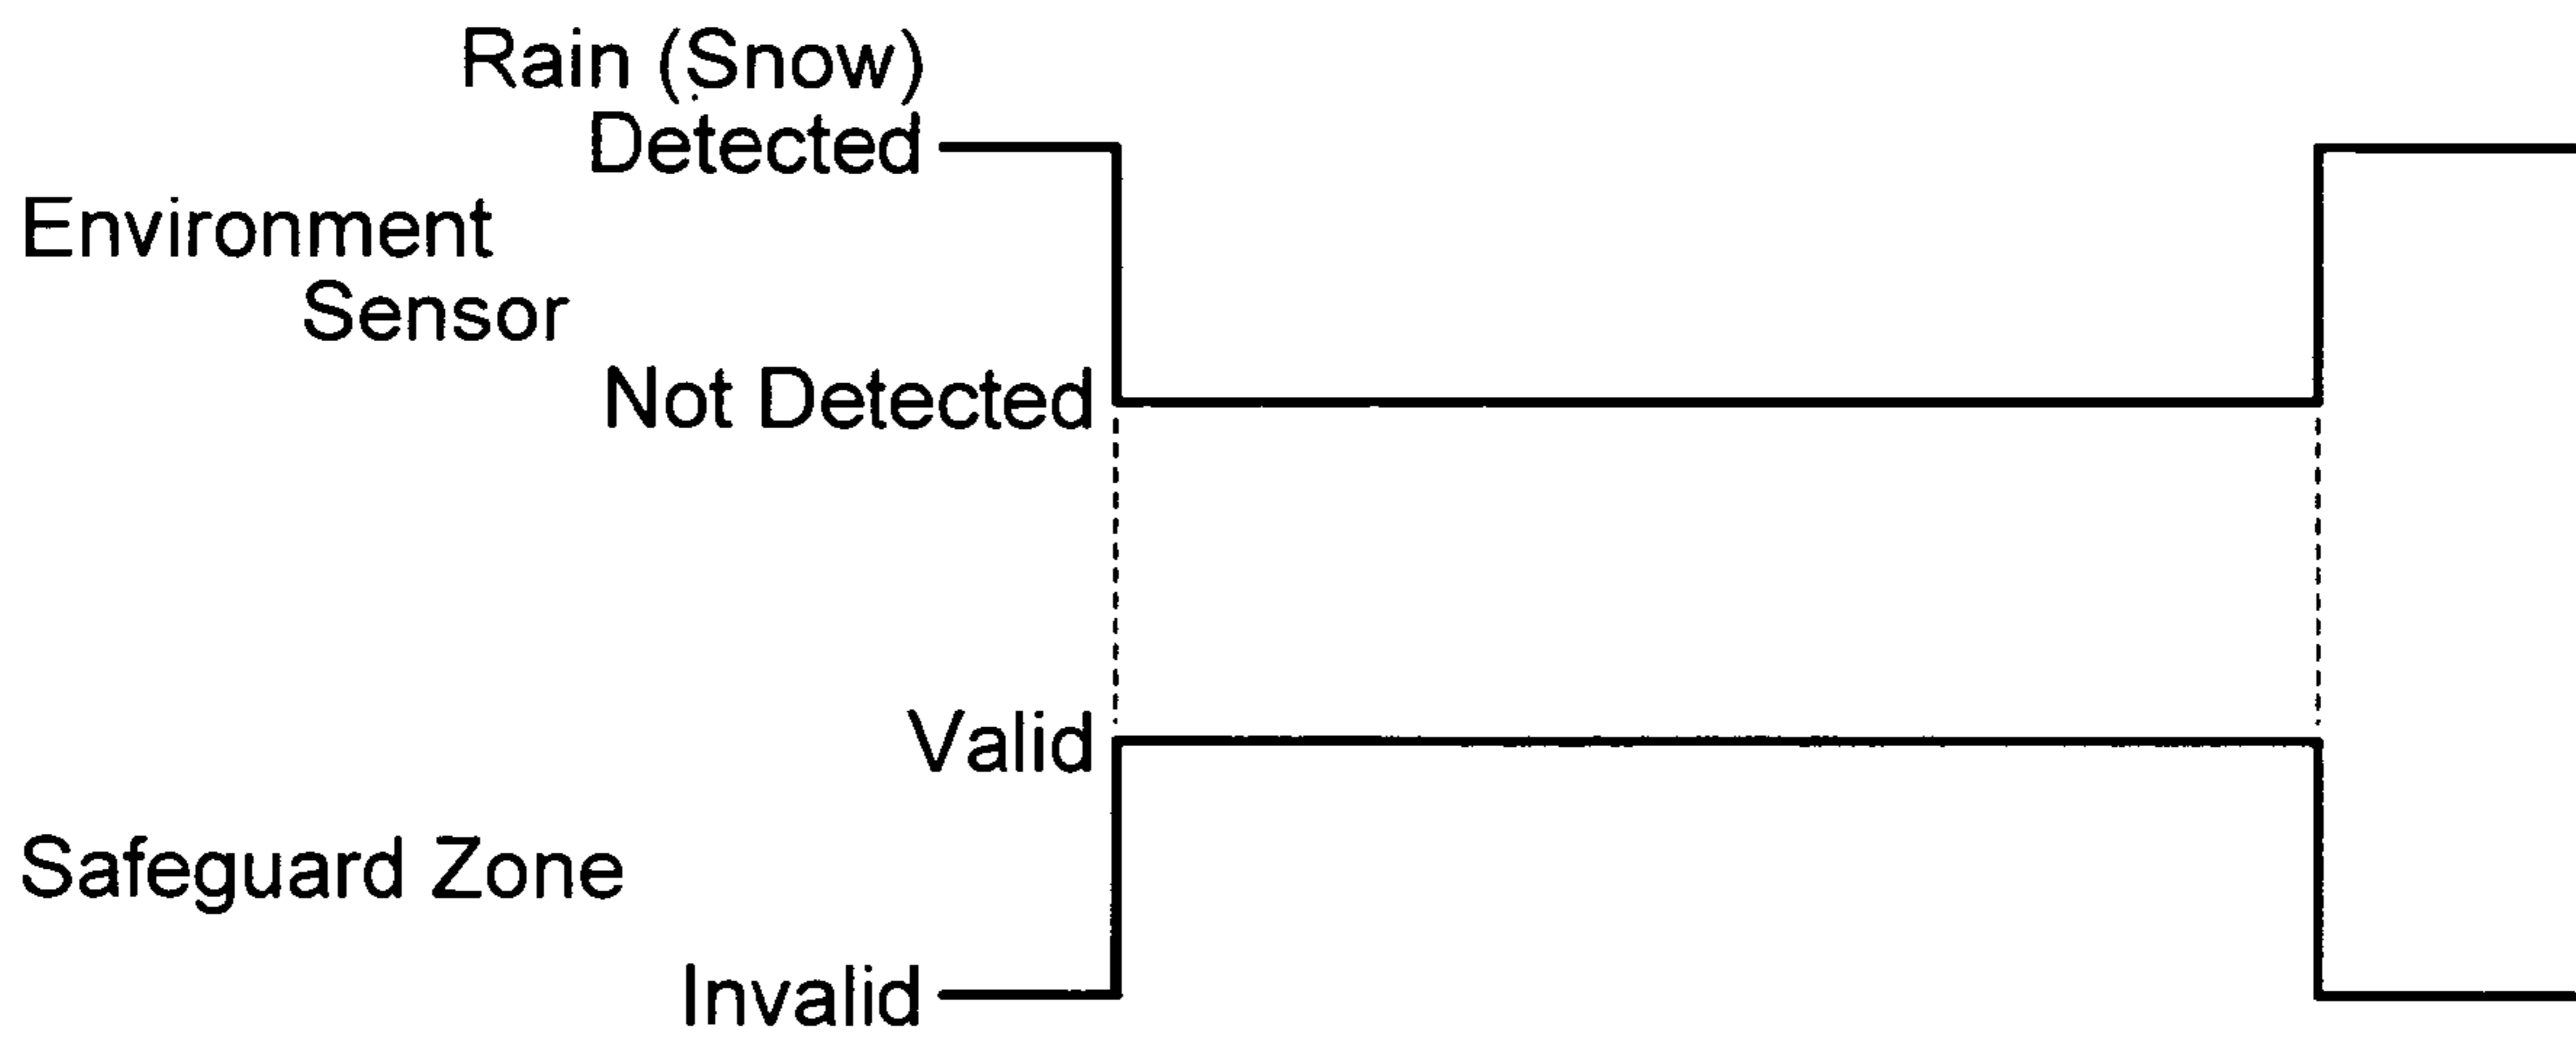 Rain (Snow)
Detected
Environment
Sensor
Not Detected
Valid
Safeguard Zone
Invalid